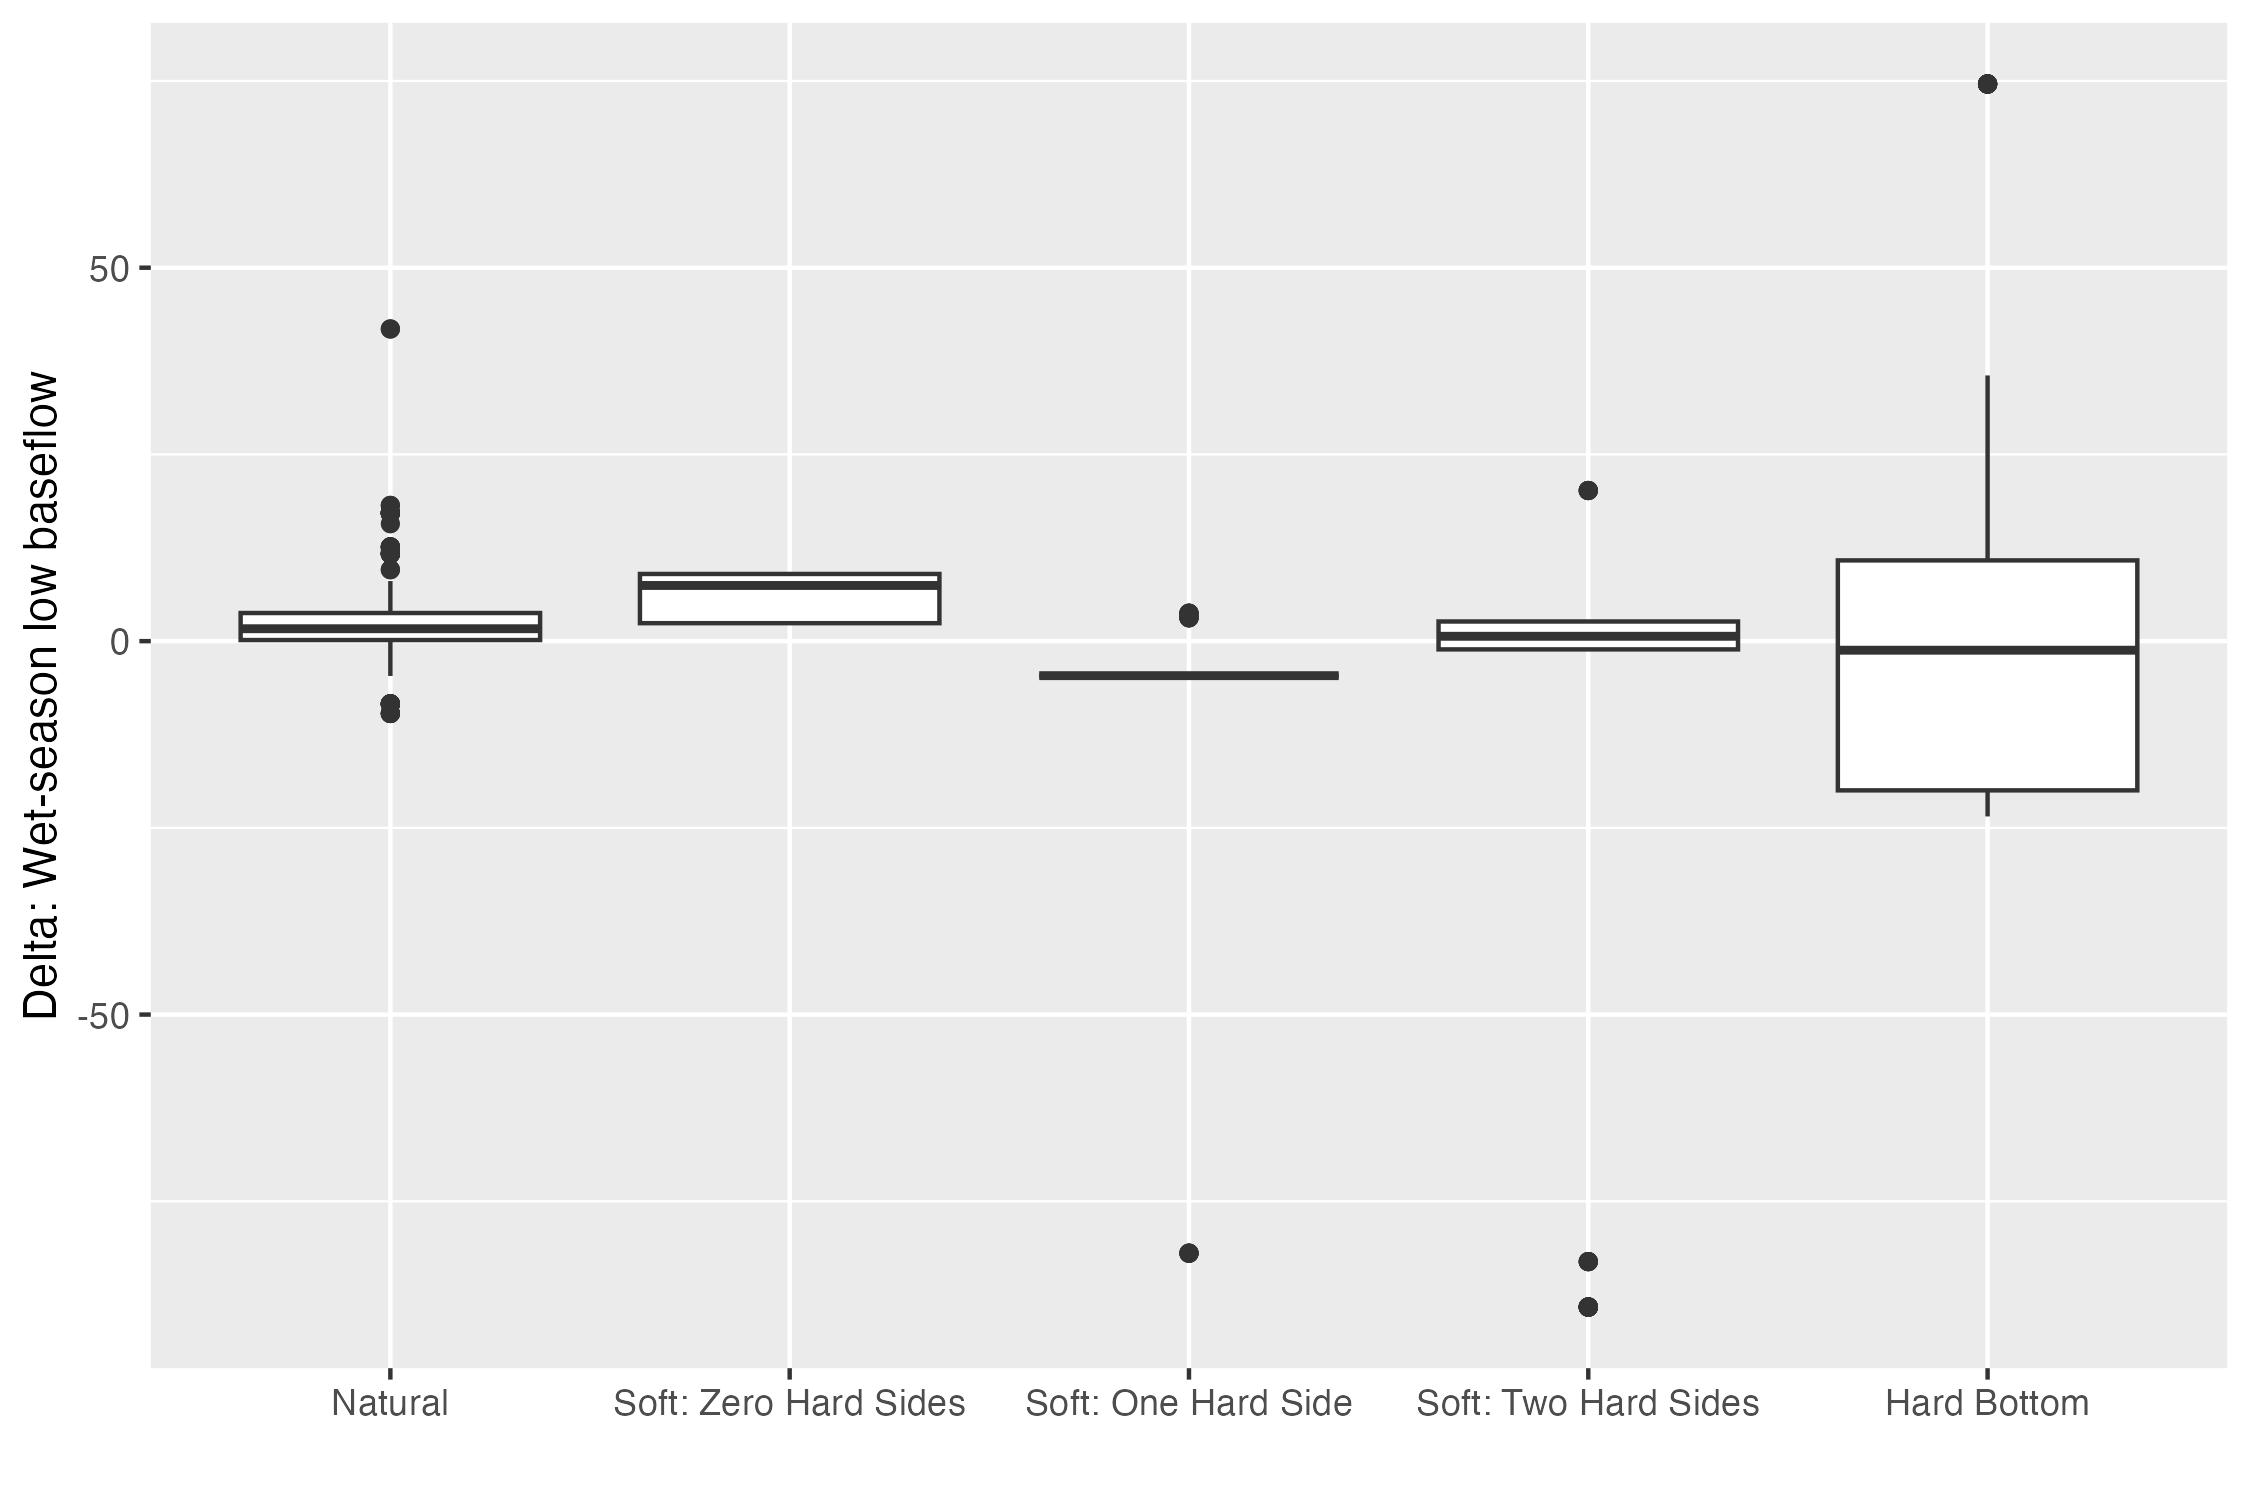 Delta: Wet-season low baseflow
50
0
-50
Natural
Soft: Zero Hard Sides
Soft: One Hard Side
Soft: Two Hard Sides
Hard Bottom